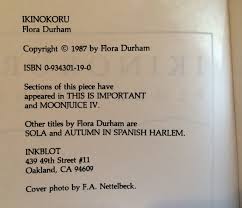 IKINOKORU
Flora Durham
Copyright © 1987 by Flora Durham
ISBN 0-934301-19-0
Sections of this piece have
appeared in THIS IS IMPORTANT
and MOONJUICE IV.
Other titles by Flora Durham are
SOLA and AUTUMN IN SPANISH HARLEM.
INKBLOT
439 49th Street #11
Oakland, CA 94609
Cover photo by F.A. Nettelbeck.